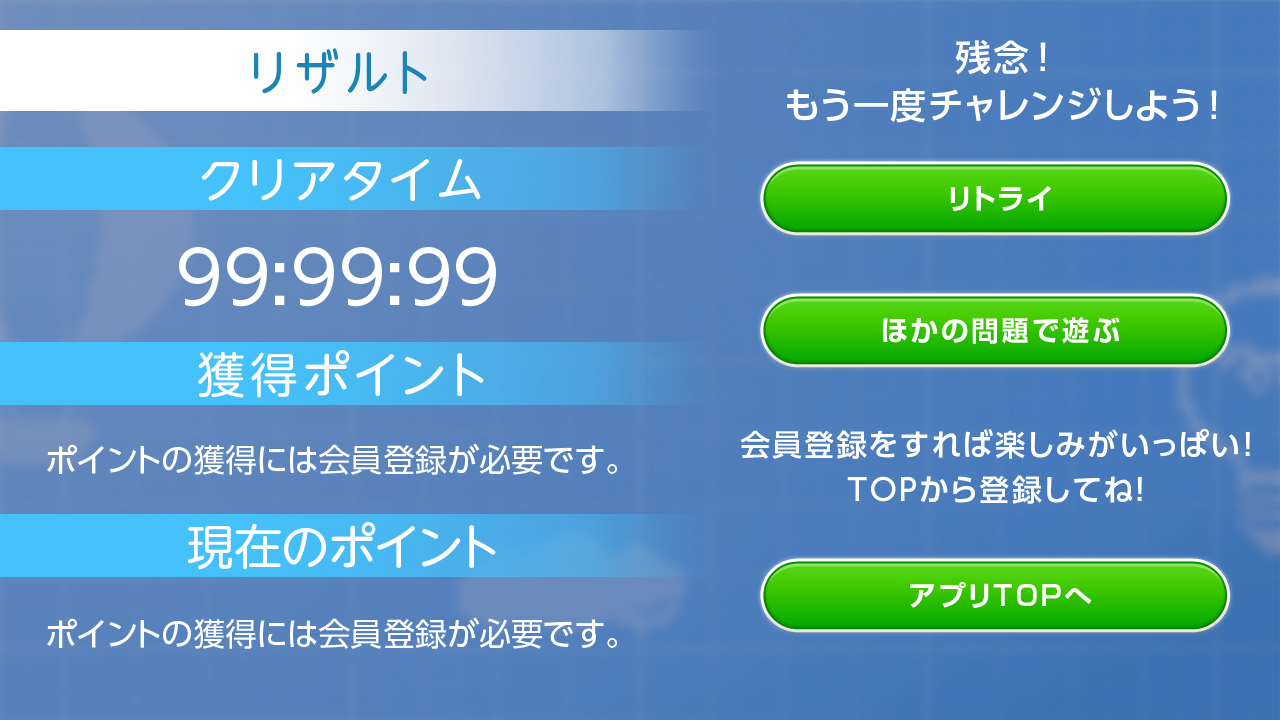 リザルト
クリアタイム
99:99:99
獲得ポイント
ポイントの獲得には会員登録が必要です。
現在のポイント
ポイントの獲得には会員登録が必要です。
残念！
もう一度チャレンジしよう！
リトライ
ほかの問題で遊ぶ
会員登録をすれば楽しみがいっぱい！
TOPから登録してね！
アプリTOPへ